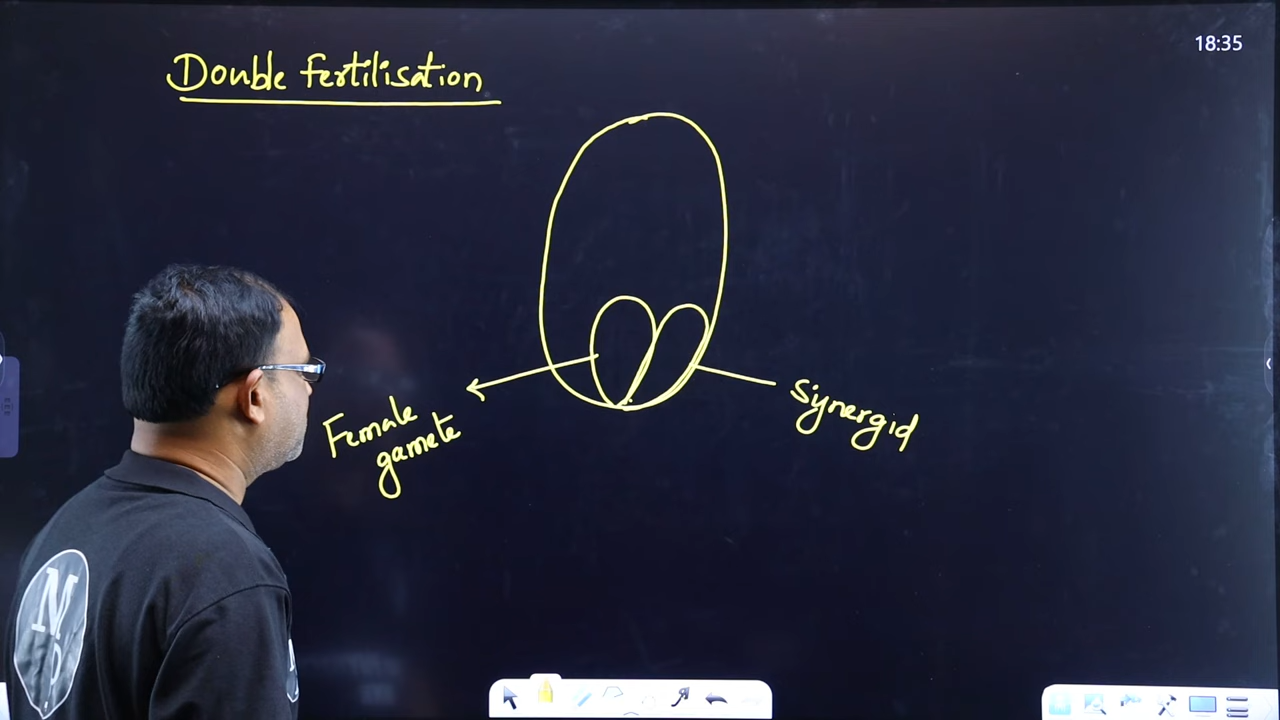 Double fertilisation
18:35
Female
gamete
Synergid
N